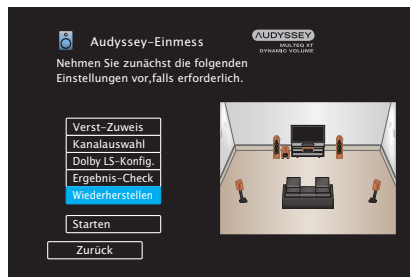 Audyssey-Einmess
AUDYSSEY
MULTEQ XT
DYNAMIC VOLUME
Nehmen Sie zunächst die folgenden
Einstellungen vor,falls erforderlich.
Verst-Zuweis
Kanalauswahl
Dolby LS-Konfig.
Ergebnis-Check
Wiederherstellen
Starten
Zurück